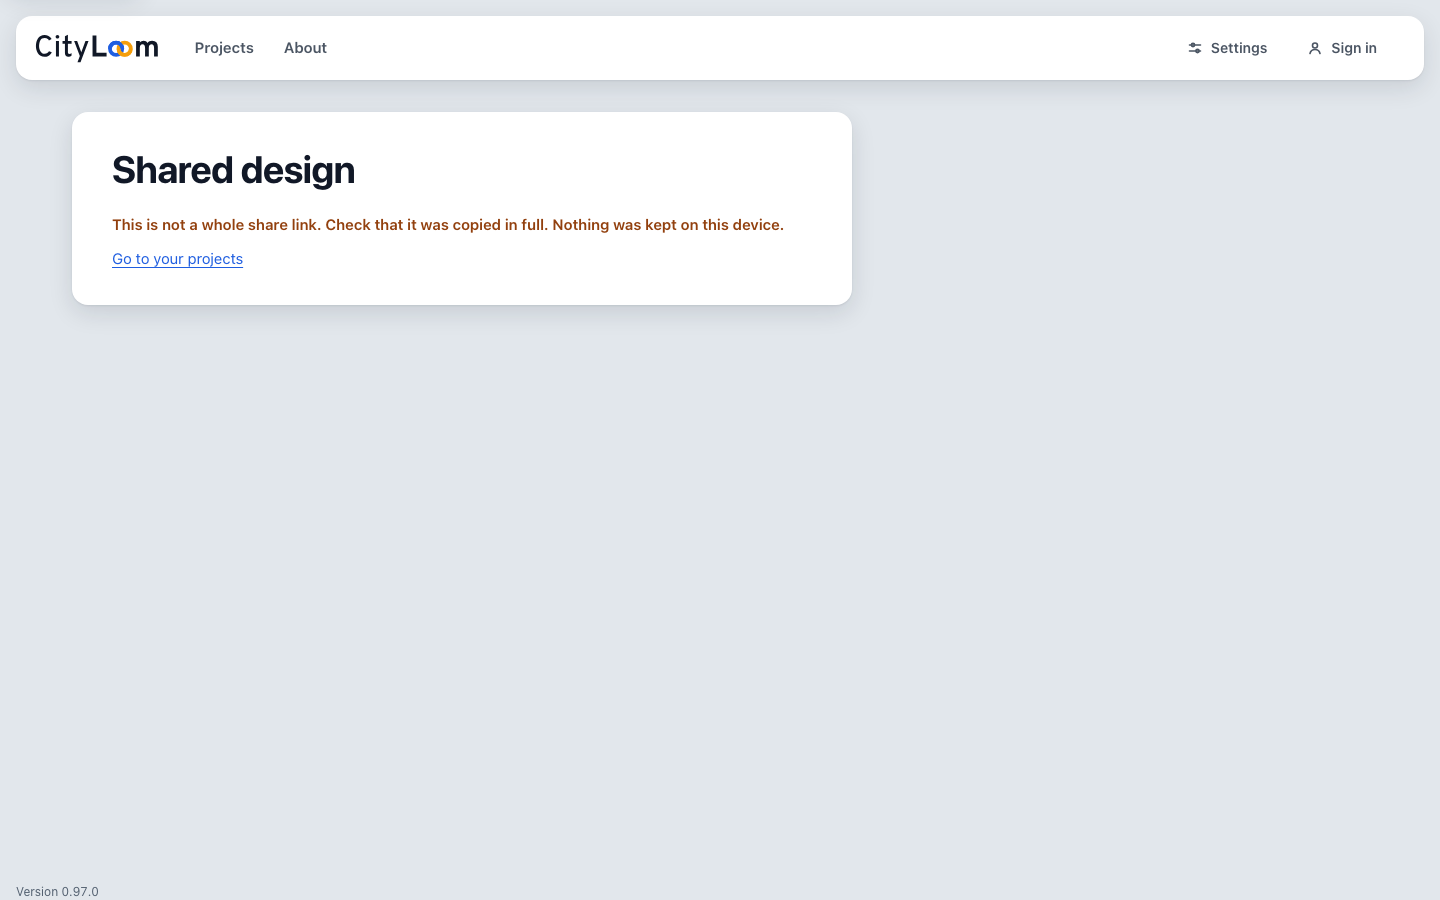 CityLoom
Projects
About
Settings
Sign in
Shared design
This is not a whole share link. Check that it was copied in full. Nothing was kept on this device.
Go to your projects
Version 0.97.0